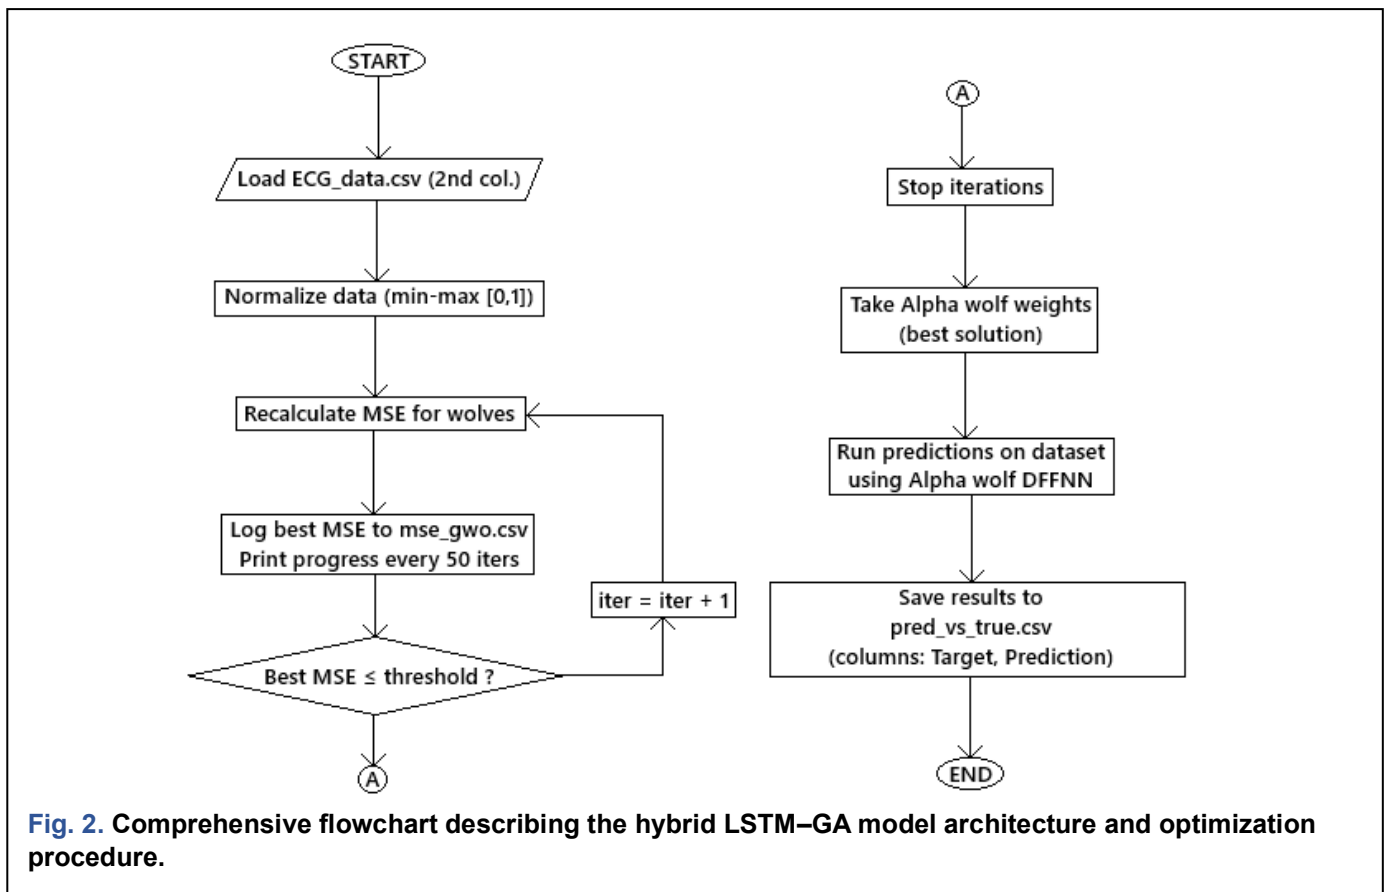 START
Load ECG_data.csv (2nd col.)
Normalize data (min-max [0,1])
Recalculate MSE for wolves
Log best MSE to mse_gwo.csv
Print progress every 50 iters
iter = iter + 1
Best MSE ≤ threshold ?
A
A
Stop iterations
Take Alpha wolf weights
(best solution)
Run predictions on dataset
using Alpha wolf DFFNN
Save results to
pred_vs_true.csv
(columns: Target, Prediction)
END
Fig. 2. Comprehensive flowchart describing the hybrid LSTM–GA model architecture and optimization
procedure.